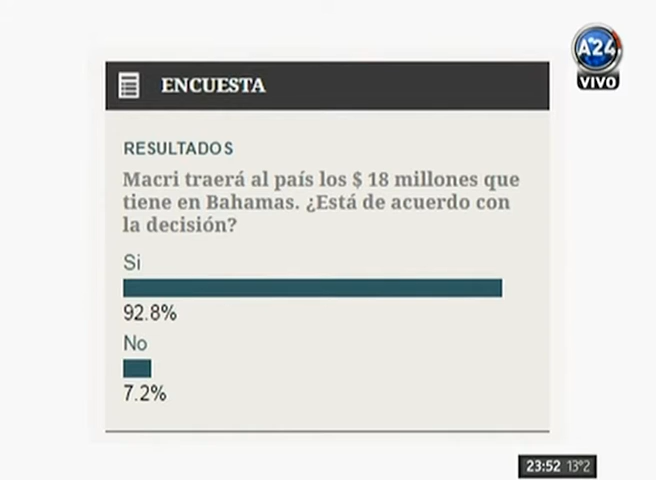 A24
VIVO
ENCUESTA
RESULTADOS
Macri traerá al país los $ 18 millones que
tiene en Bahamas. ¿Está de acuerdo con
la decisión?
Si
92.8%
No
7.2%
23:52 13°2